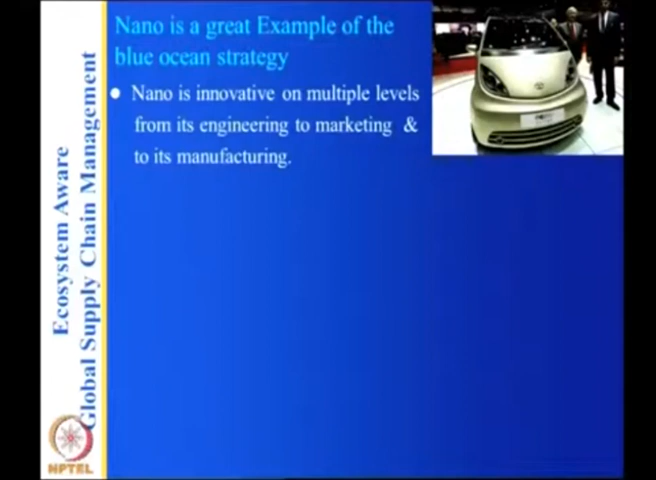 Nano is a great Example of the
blue ocean strategy
Nano is innovative on multiple levels
from its engineering to marketing &
to its manufacturing.
Ecosystem Aware
Global Supply Chain Management
NPTEL